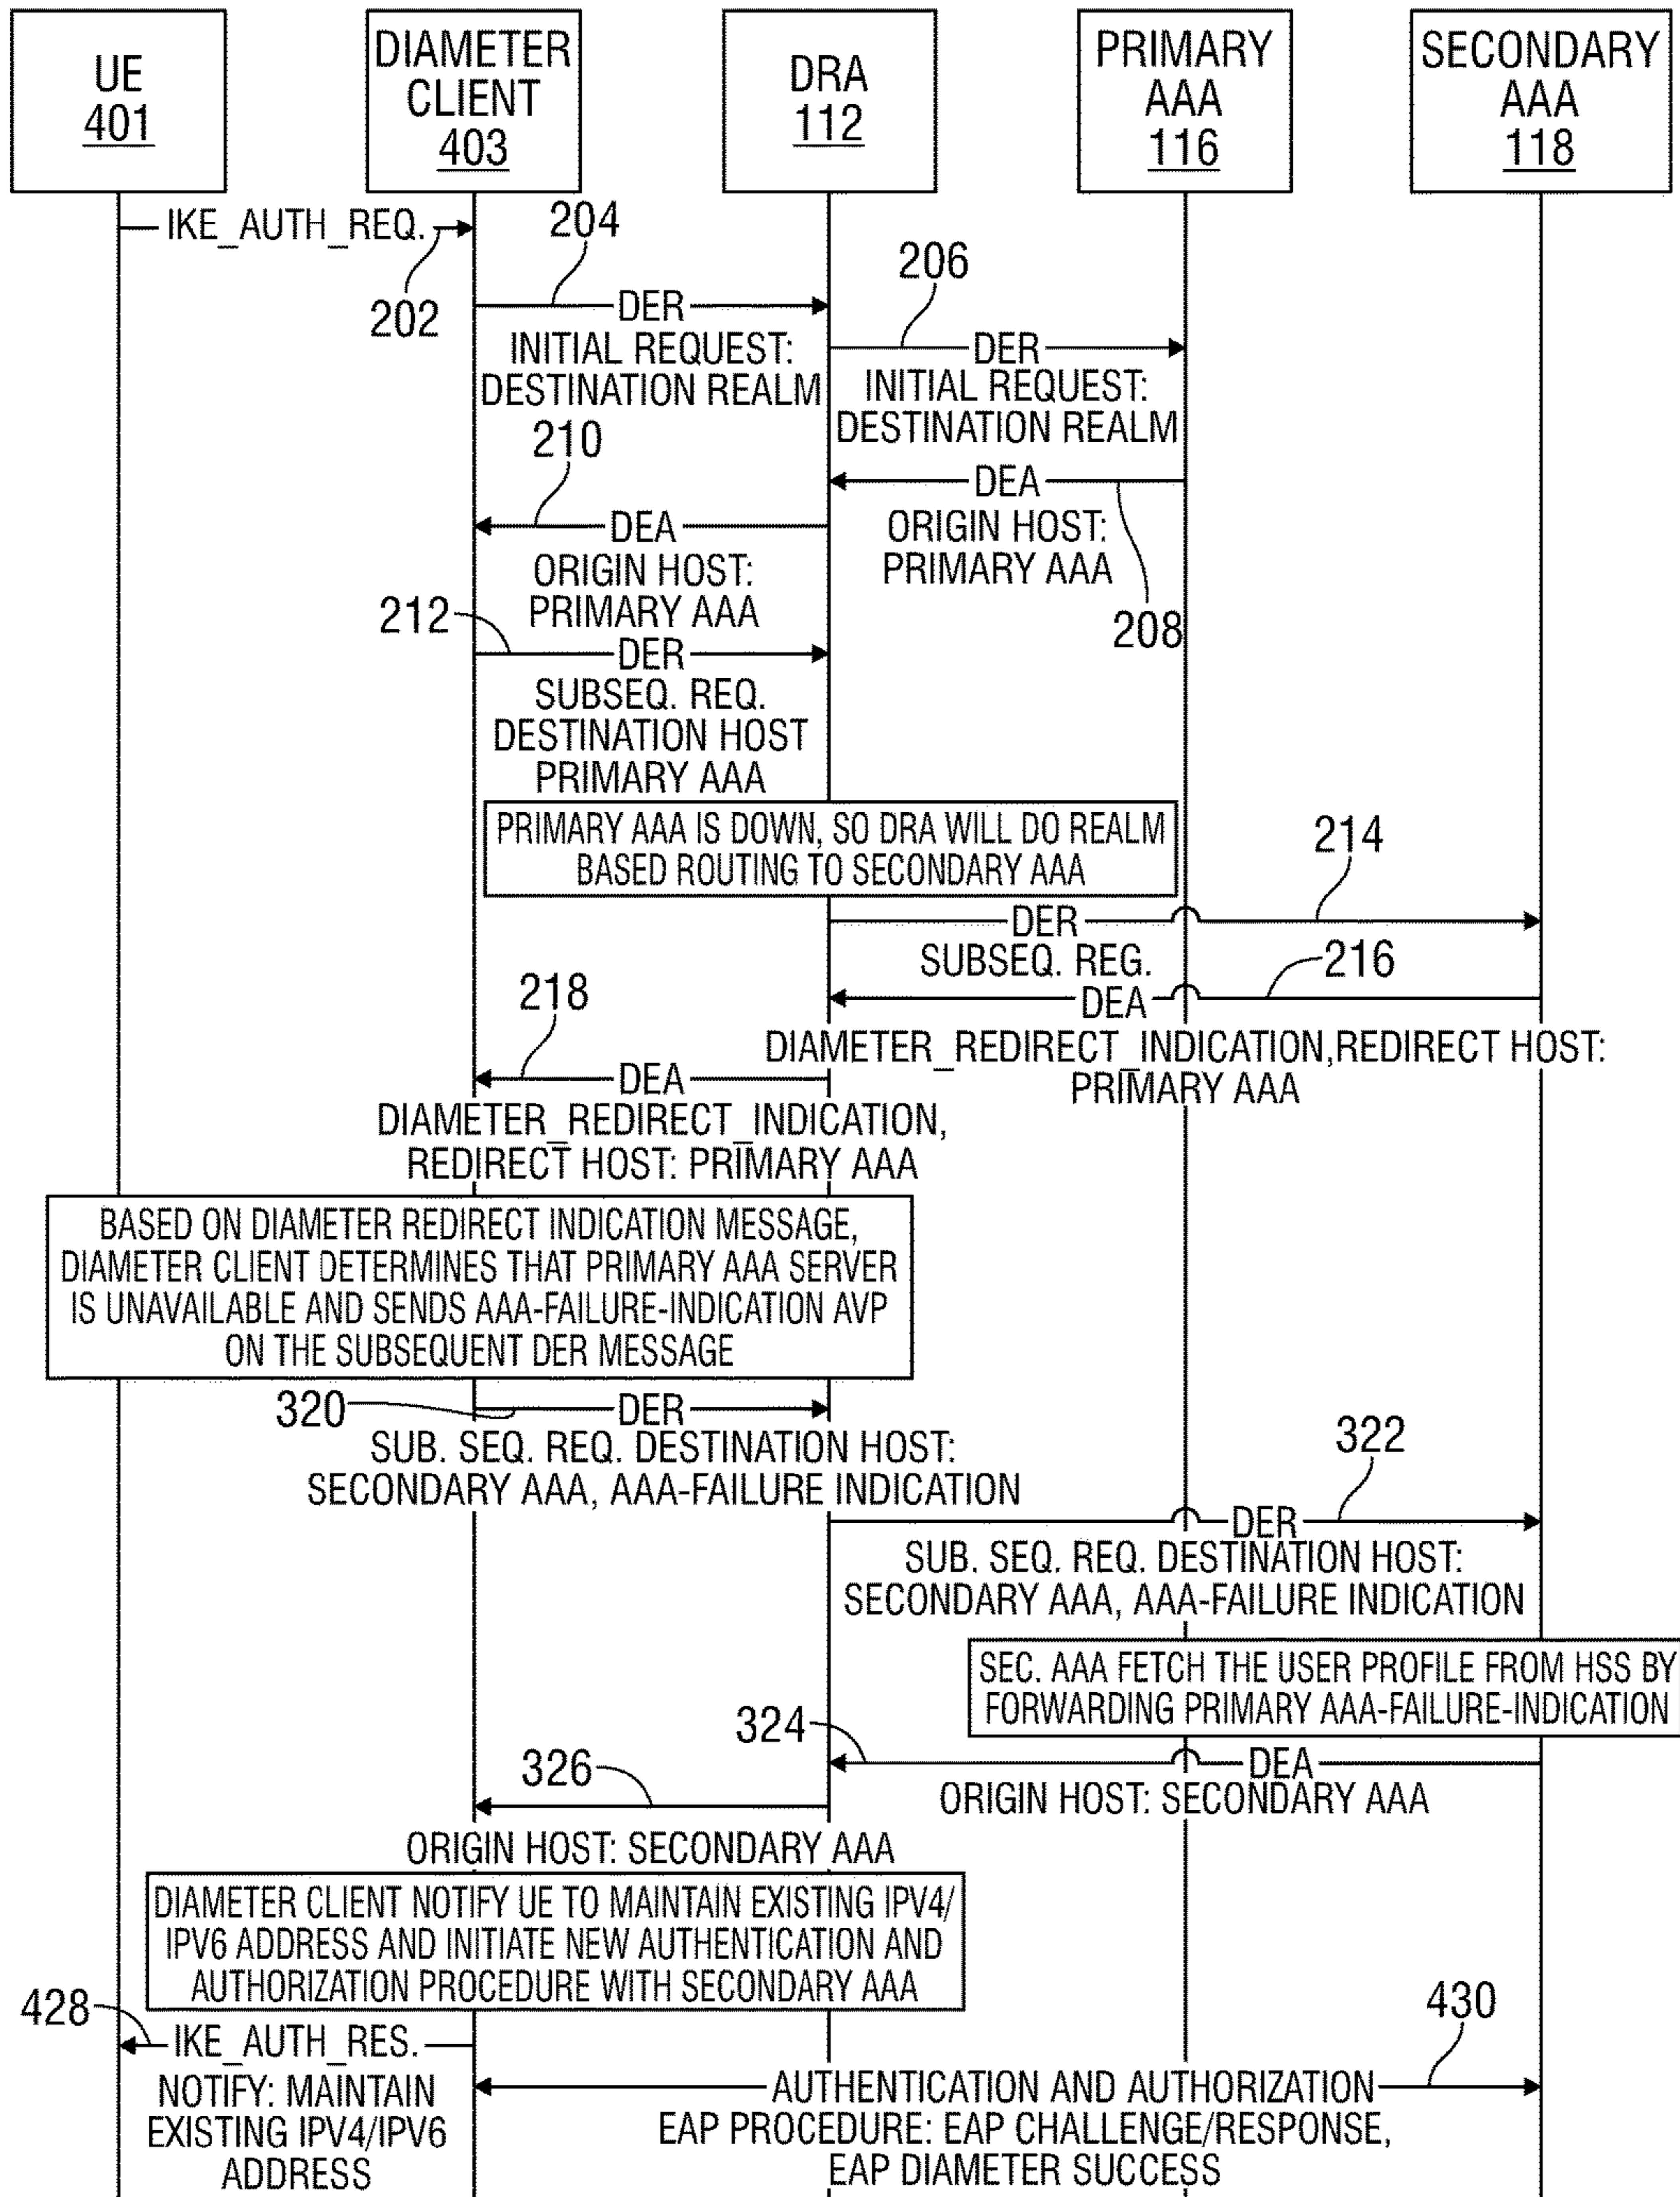 UE
401
DIAMETER
CLIENT
403
DRA
112
PRIMARY
AAA
116
SECONDARY
AAA
118
IKE_AUTH_REQ.
202
204
DER
INITIAL REQUEST:
DESTINATION REALM
206
DER
INITIAL REQUEST:
DESTINATION REALM
DEA
ORIGIN HOST:
PRIMARY AAA
208
210
DEA
ORIGIN HOST:
PRIMARY AAA
212
DER
SUBSEQ. REQ.
DESTINATION HOST
PRIMARY AAA
PRIMARY AAA IS DOWN, SO DRA WILL DO REALM
BASED ROUTING TO SECONDARY AAA
214
DER
SUBSEQ. REG.
216
DEA
DIAMETER_REDIRECT_INDICATION,REDIRECT HOST:
PRIMARY AAA
218
DEA
DIAMETER_REDIRECT_INDICATION,
REDIRECT HOST: PRIMARY AAA
BASED ON DIAMETER REDIRECT INDICATION MESSAGE,
DIAMETER CLIENT DETERMINES THAT PRIMARY AAA SERVER
IS UNAVAILABLE AND SENDS AAA-FAILURE-INDICATION AVP
ON THE SUBSEQUENT DER MESSAGE
320
DER
SUB. SEQ. REQ. DESTINATION HOST:
SECONDARY AAA, AAA-FAILURE INDICATION
322
DER
SUB. SEQ. REQ. DESTINATION HOST:
SECONDARY AAA, AAA-FAILURE INDICATION
SEC. AAA FETCH THE USER PROFILE FROM HSS BY
FORWARDING PRIMARY AAA-FAILURE-INDICATION
324
DEA
ORIGIN HOST: SECONDARY AAA
326
ORIGIN HOST: SECONDARY AAA
DIAMETER CLIENT NOTIFY UE TO MAINTAIN EXISTING IPV4/
IPV6 ADDRESS AND INITIATE NEW AUTHENTICATION AND
AUTHORIZATION PROCEDURE WITH SECONDARY AAA
428
IKE_AUTH_RES.
NOTIFY: MAINTAIN
EXISTING IPV4/IPV6
ADDRESS
430
AUTHENTICATION AND AUTHORIZATION
EAP PROCEDURE: EAP CHALLENGE/RESPONSE,
EAP DIAMETER SUCCESS